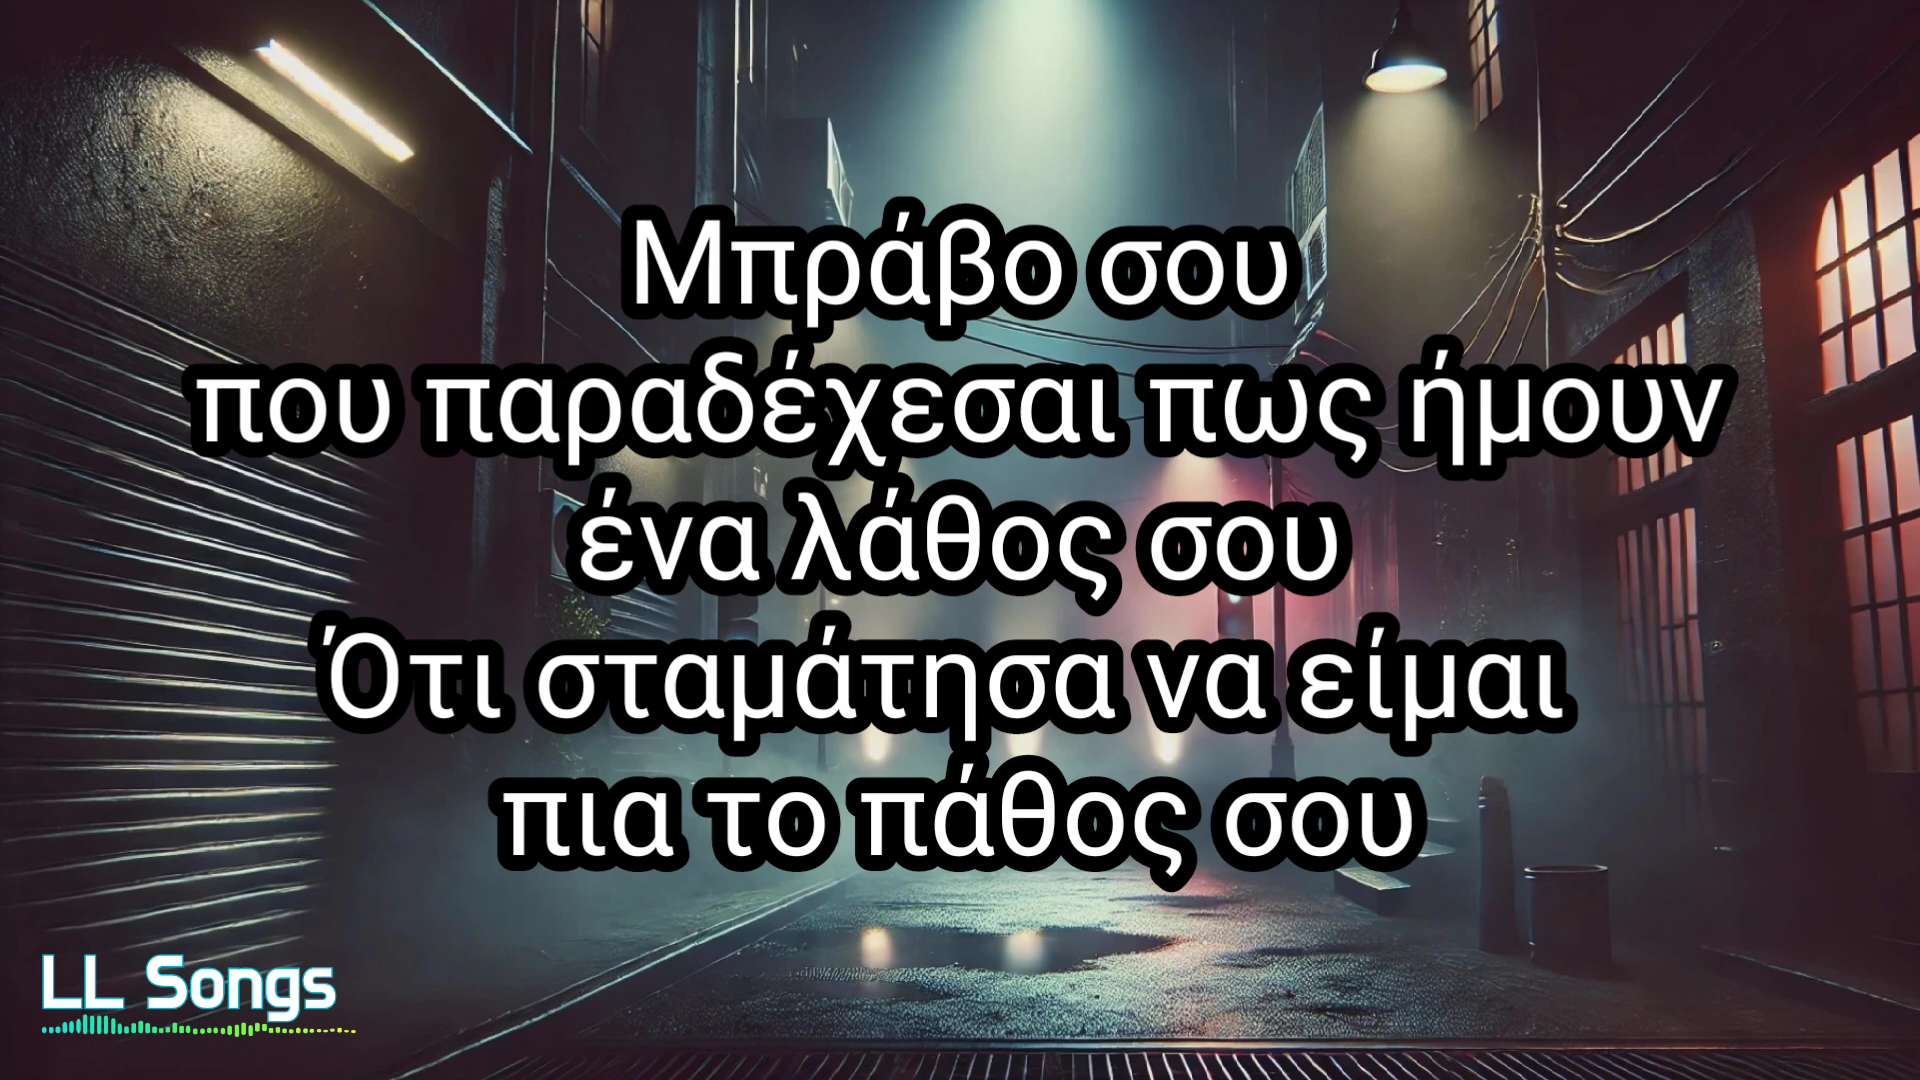 Μπράβο σου
που παραδέχεσαι πως ήμουν
ένα λάθος σου
Ότι σταμάτησα να είμαι
πια το πάθος σου
LL Songs